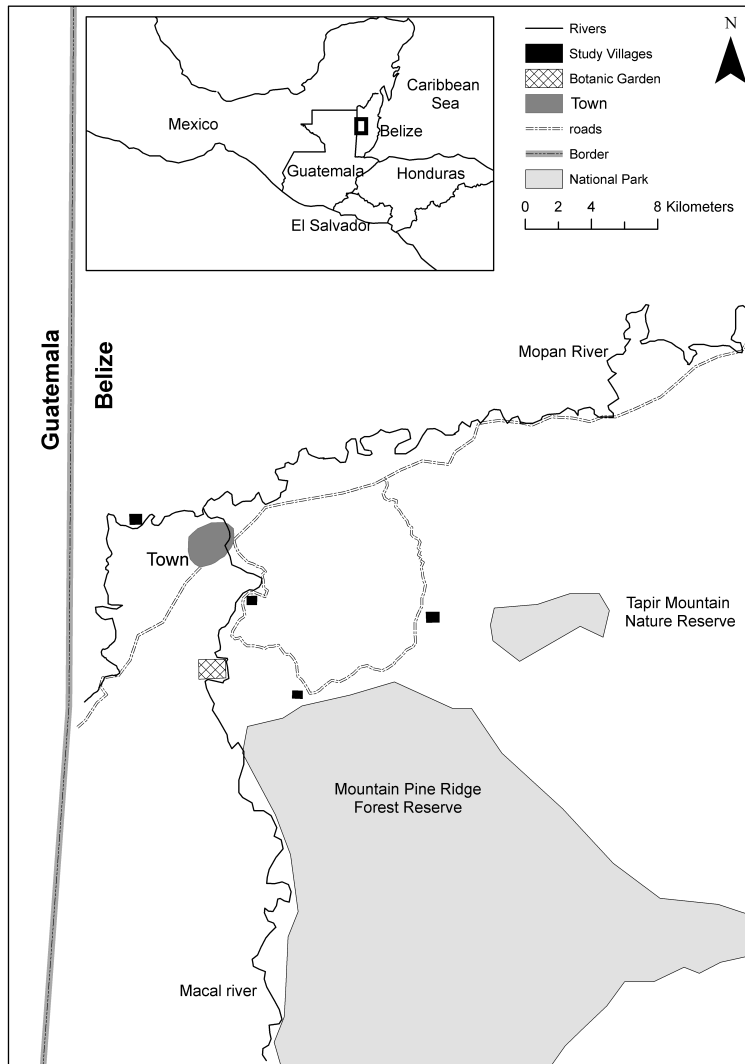 Mexico
Caribbean
Sea
Belize
Guatemala
Honduras
El Salvador
N
Rivers
Study Villages
Botanic Garden
Town
roads
Border
National Park
0 2 4 8 Kilometers
Guatemala
Belize
Mopan River
Town
Tapir Mountain
Nature Reserve
Mountain Pine Ridge
Forest Reserve
Macal river